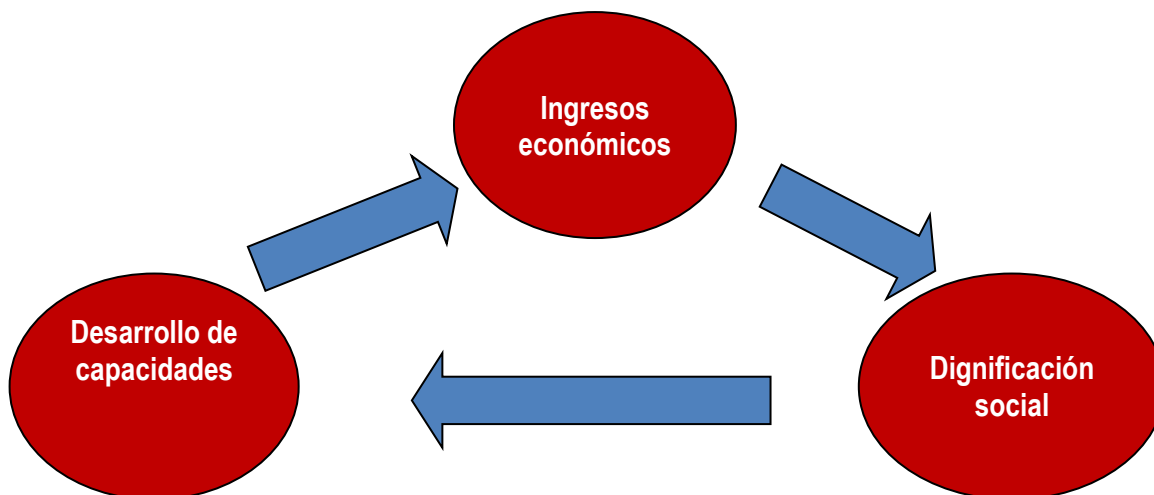 Ingresos
económicos
Desarrollo de
capacidades
Dignificación
social